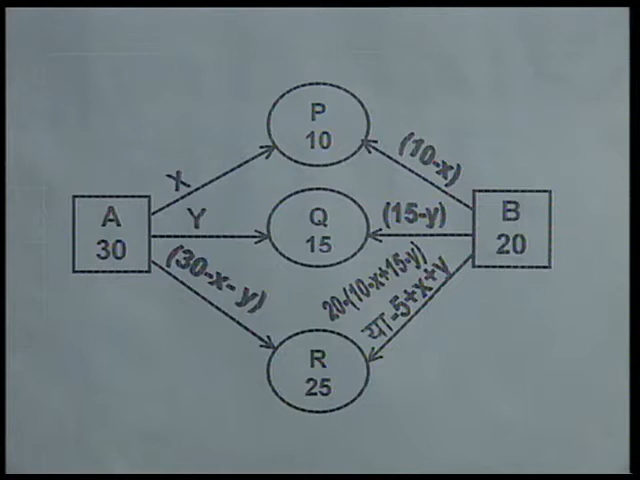 P
10
X
(10-x)
A
30
Y
Q
15
(15-y)
B
20
(30-x-y)
20-(10-x+15-y)
या-5+x+y
R
25